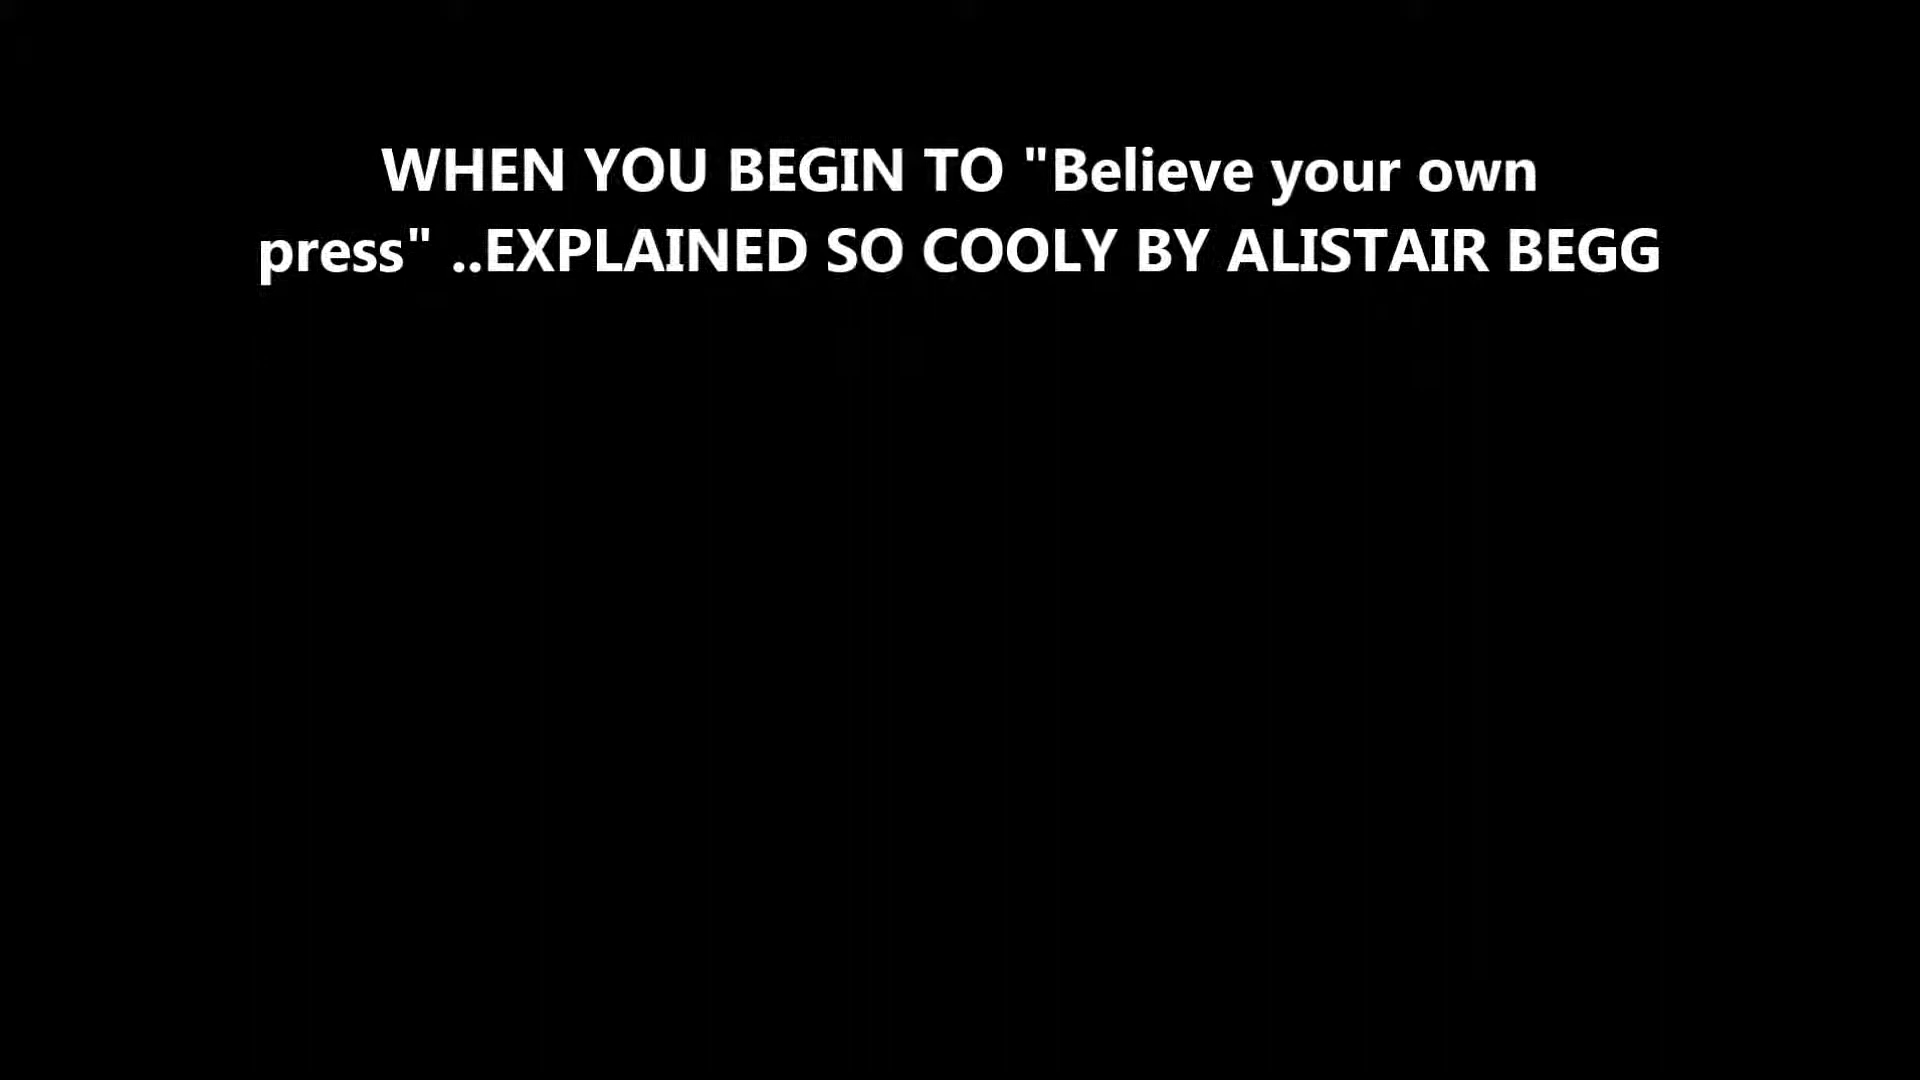 WHEN YOU BEGIN TO "Believe your own
press" ..EXPLAINED SO COOLY BY ALISTAIR BEGG